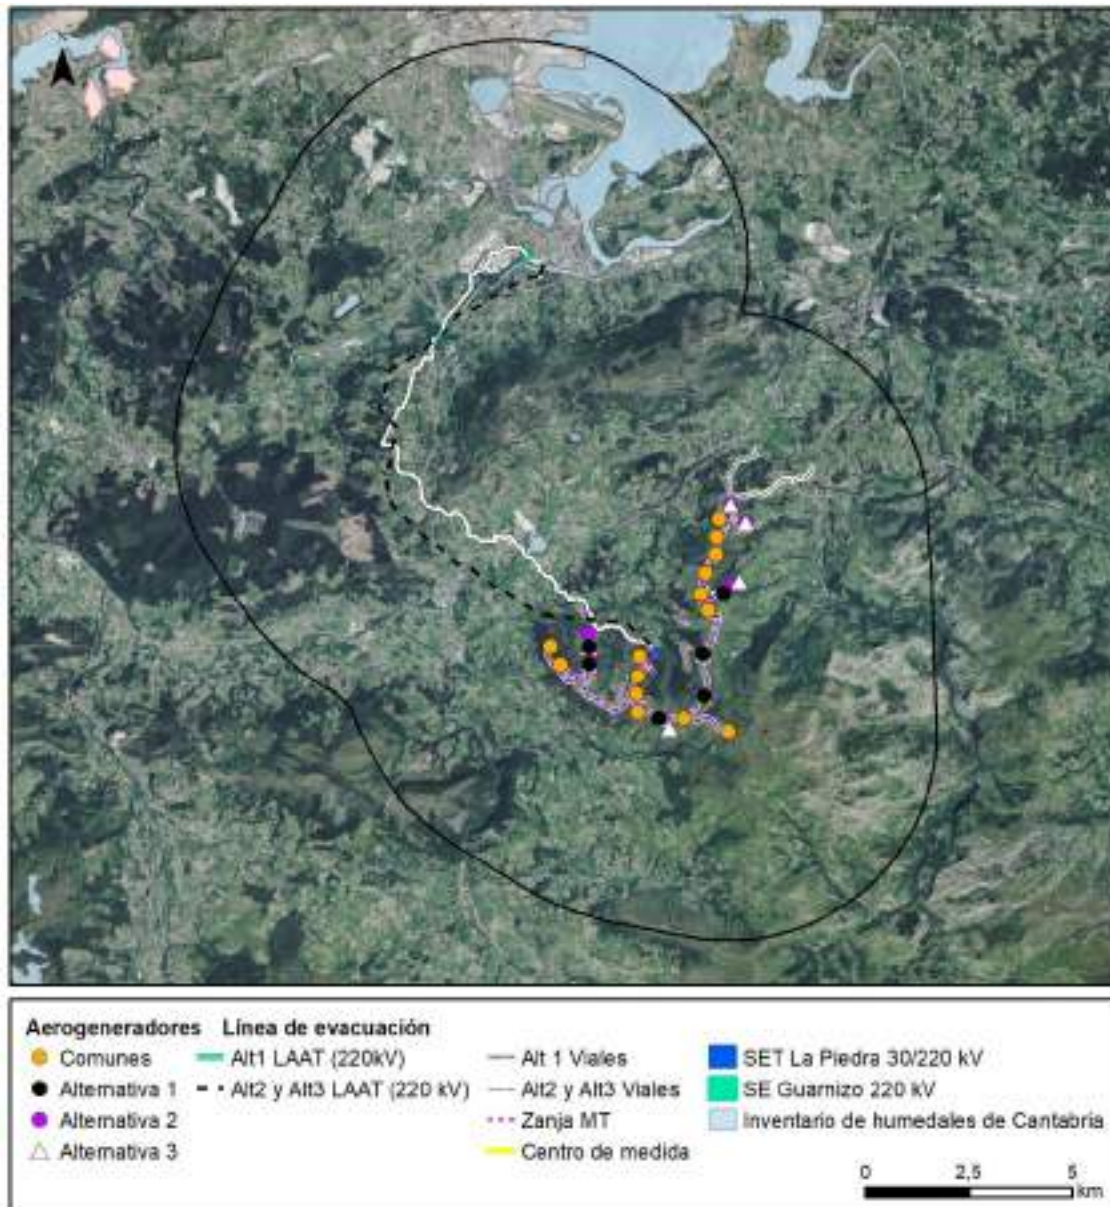 Aerogeneradores Línea de evacuación
Comunes Alt1 LAAT (220kV) Alt 1 Viales SET La Piedra 30/220 kV
Alternativa 1 Alt2 y Alt3 LAAT (220 kV) Alt2 y Alt3 Viales SE Guarnizo 220 kV
Alternativa 2 Zanja MT Inventario de humedales de Cantabria
Alternativa 3 Centro de medida
0 2,5 5
km